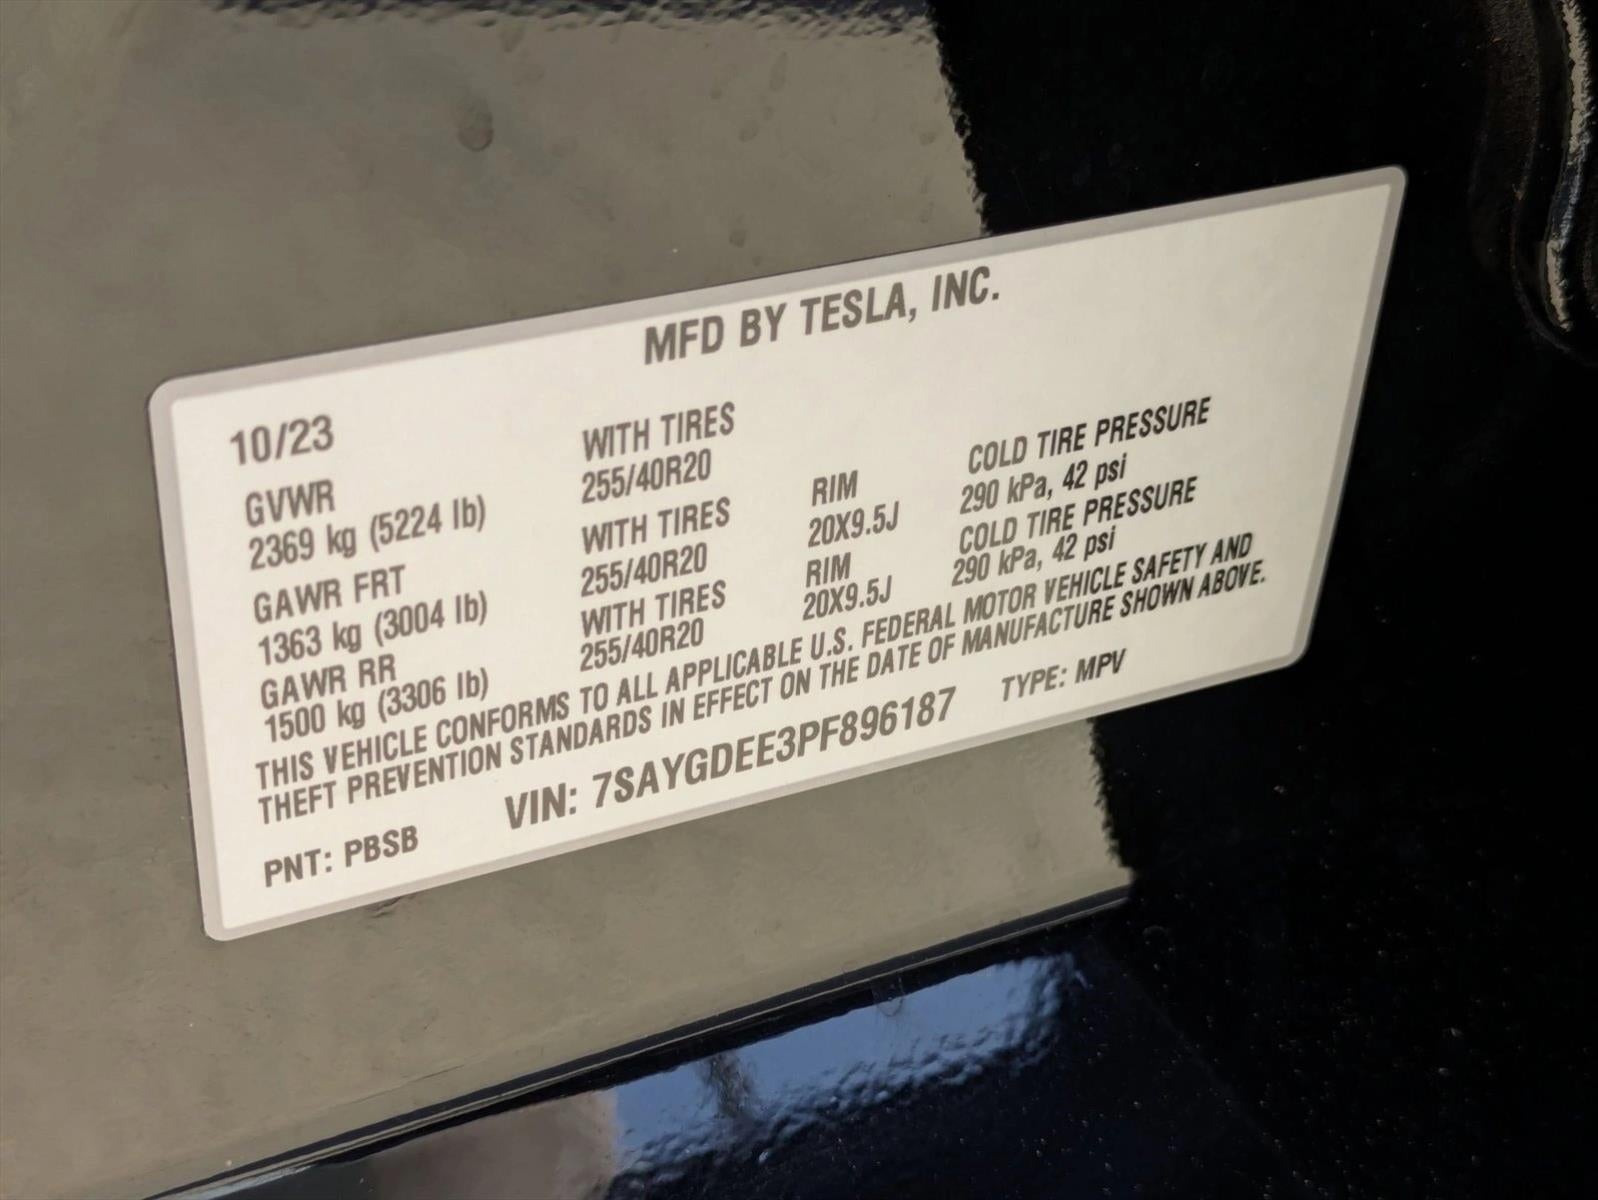 MFD BY TESLA, INC.
10/23
GVWR WITH TIRES
2369 kg (5224 lb) 255/40R20
GAWR FRT WITH TIRES RIM COLD TIRE PRESSURE
1363 kg (3004 lb) 255/40R20 20X9.5J 290 kPa, 42 psi
GAWR RR WITH TIRES RIM COLD TIRE PRESSURE
1500 kg (3306 lb) 255/40R20 20X9.5J 290 kPa, 42 psi
THIS VEHICLE CONFORMS TO ALL APPLICABLE U.S. FEDERAL MOTOR VEHICLE SAFETY AND
THEFT PREVENTION STANDARDS IN EFFECT ON THE DATE OF MANUFACTURE SHOWN ABOVE.
PNT: PBSB VIN: 7SAYGDEE3PF896187 TYPE: MPV